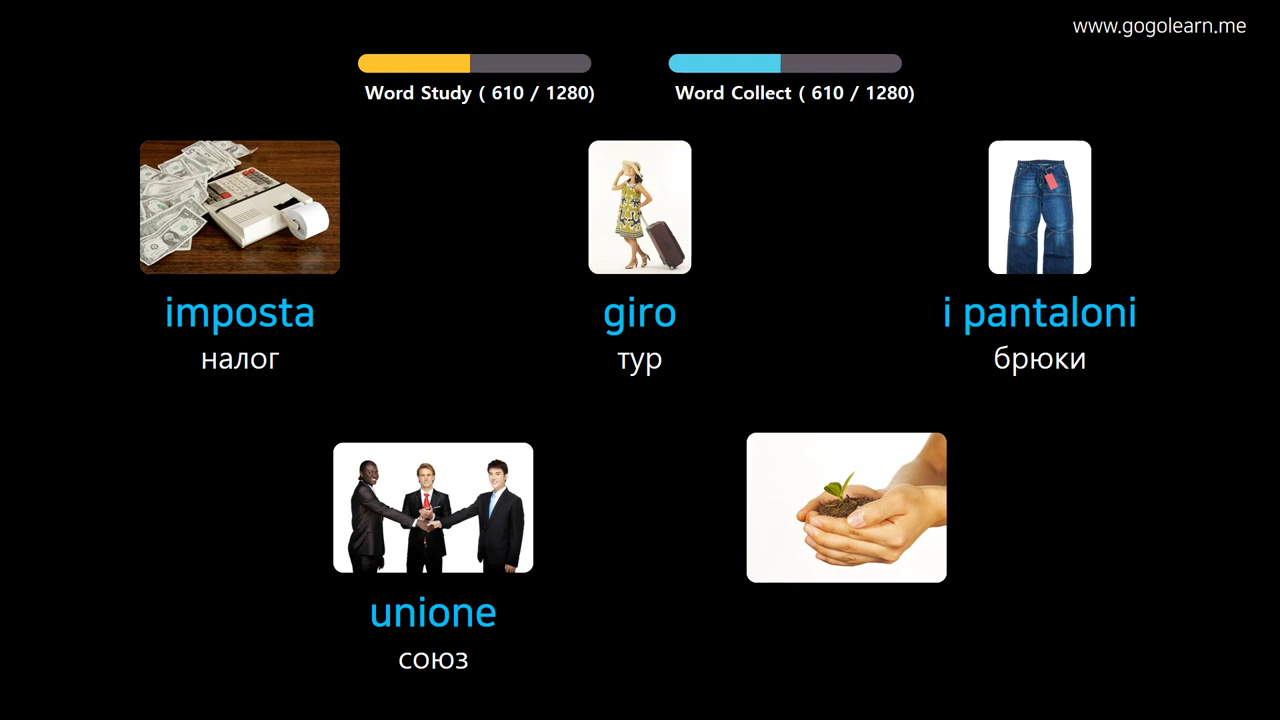 www.gogolearn.me
Word Study ( 610 / 1280)
Word Collect ( 610 / 1280)
imposta
налог
giro
тур
i pantaloni
брюки
unione
союз